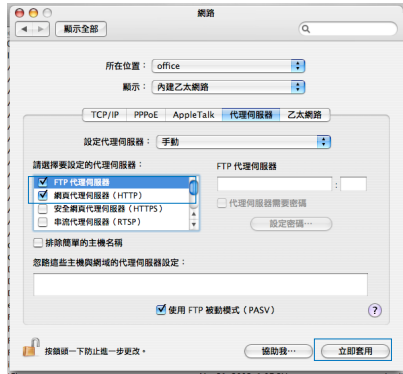 網路
顯示全部
所在位置： office
顯示： 內建乙太網路
TCP/IP PPPoE AppleTalk 代理伺服器 乙太網路
設定代理伺服器： 手動
請選擇要設定的代理伺服器：
FTP 代理伺服器
FTP 代理伺服器
網頁代理伺服器（HTTP）
安全網頁代理伺服器（HTTPS）
串流代理伺服器（RTSP）
:
代理伺服器需要密碼
設定密碼⋯
排除簡單的主機名稱
忽略這些主機與網域的代理伺服器設定：
使用 FTP 被動模式（PASV）
?
按鎖頭一下防止進一步更改。
協助我⋯ 立即套用